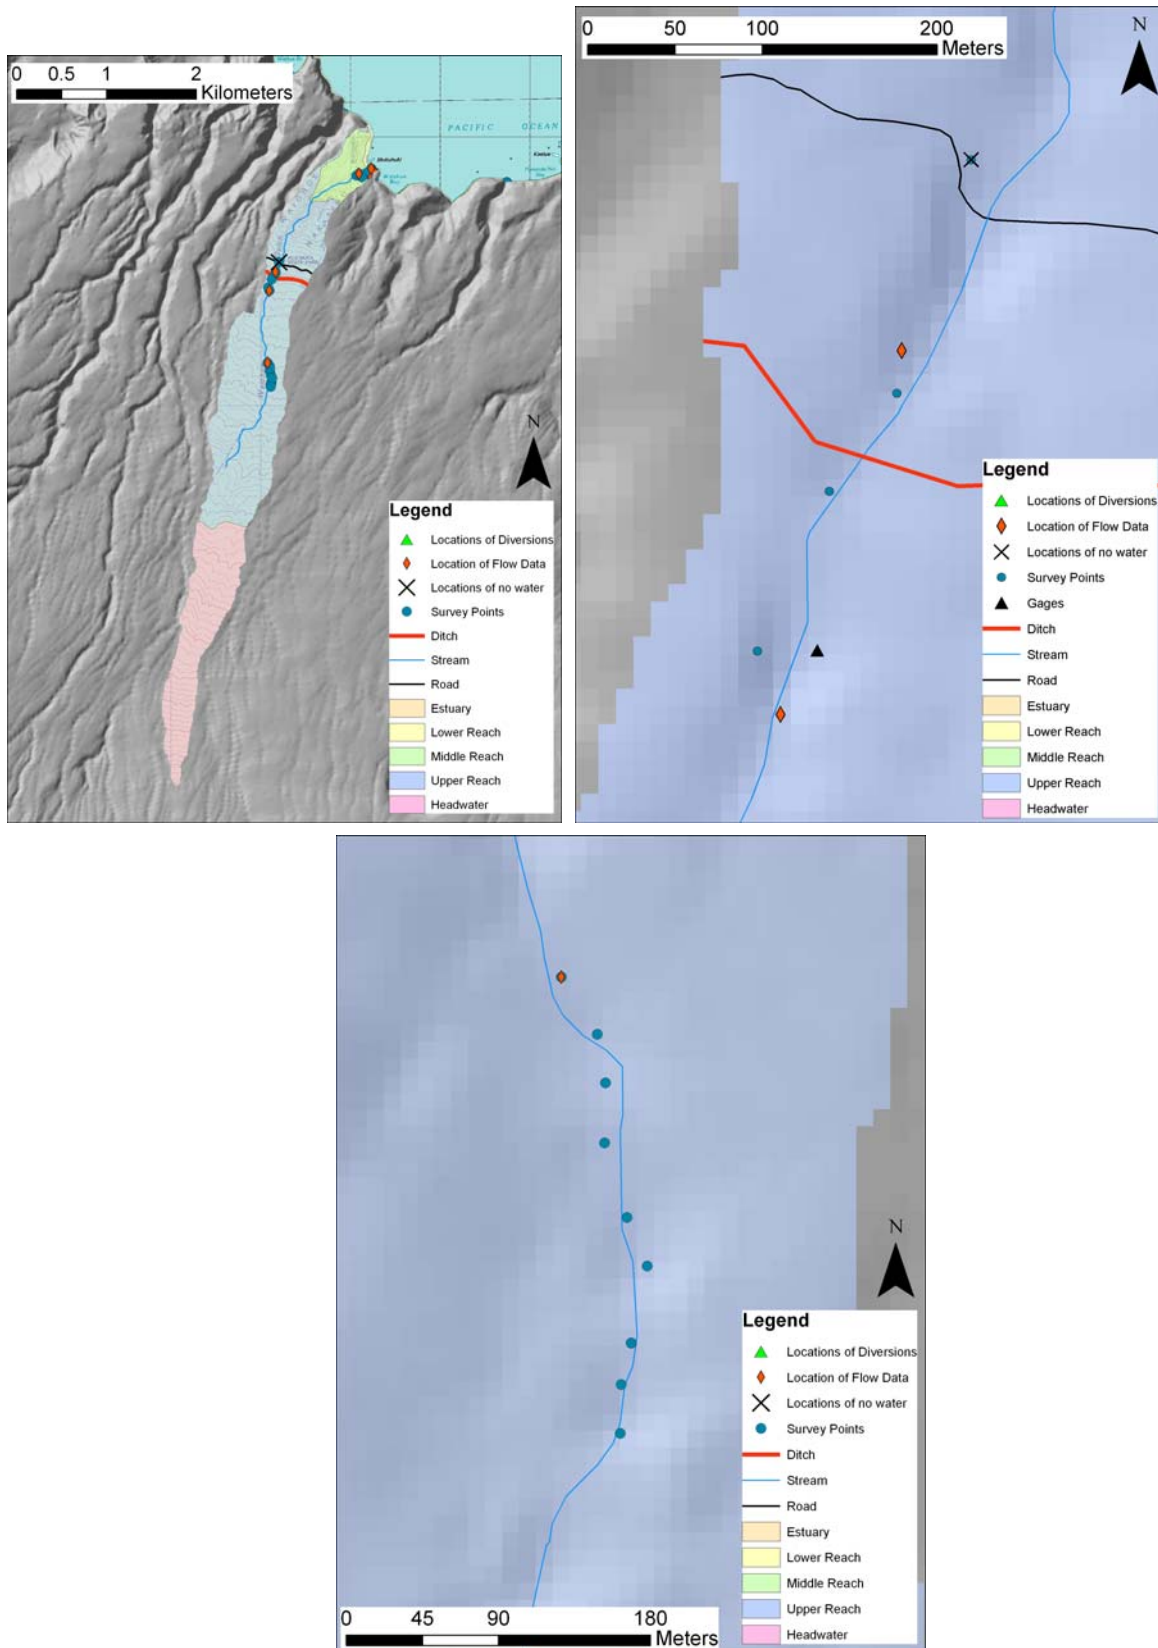 0 0.5 1 2
Kilometers
PACIFIC OCEAN
N
Legend
Locations of Diversions
Location of Flow Data
Locations of no water
Survey Points
Ditch
Stream
Road
Estuary
Lower Reach
Middle Reach
Upper Reach
Headwater
0 50 100 200
Meters
N
Legend
Locations of Diversions
Location of Flow Data
Locations of no water
Survey Points
Gages
Ditch
Stream
Road
Estuary
Lower Reach
Middle Reach
Upper Reach
Headwater
N
Legend
Locations of Diversions
Location of Flow Data
Locations of no water
Survey Points
Ditch
Stream
Road
Estuary
Lower Reach
Middle Reach
Upper Reach
Headwater
0 45 90 180
Meters